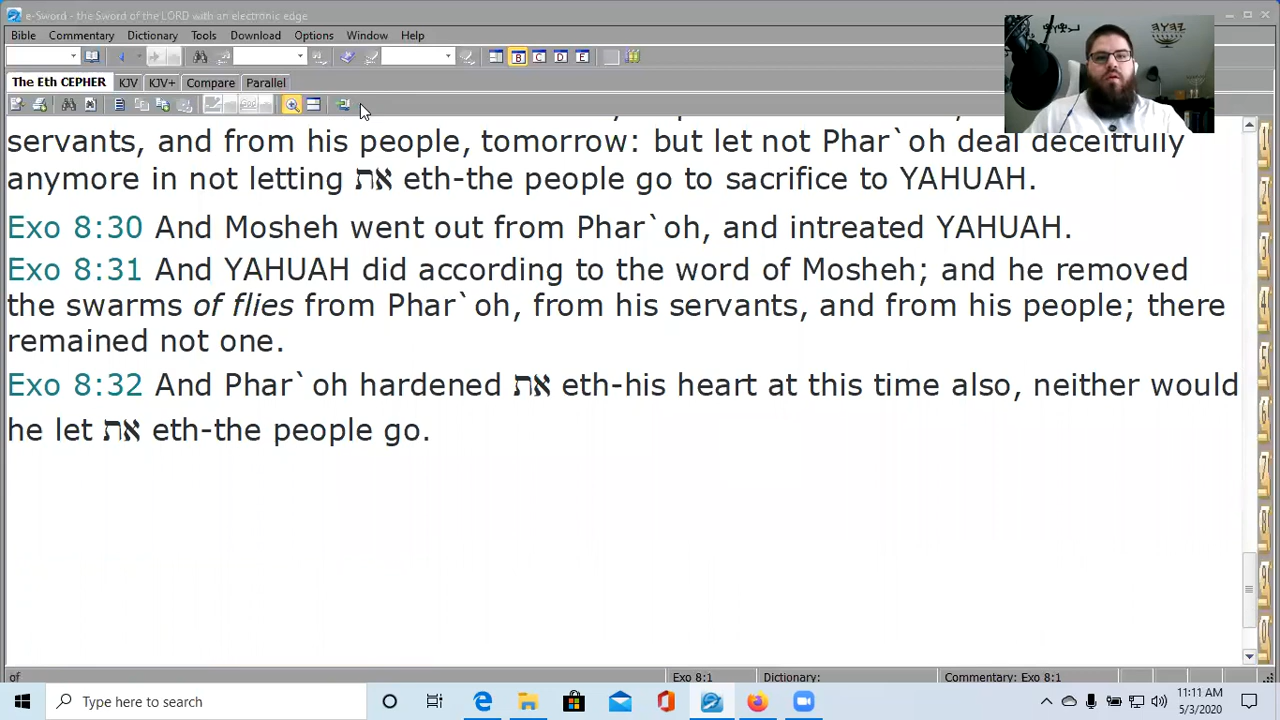 e-Sword - the Sword of the LORD with an electronic edge
Bible Commentary Dictionary Tools Download Options Window Help
B C D E
The Eth CEPHER KJV KJV+ Compare Parallel
servants, and from his people, tomorrow: but let not Phar`oh deal deceitfully
anymore in not letting את eth-the people go to sacrifice to YAHUAH.
Exo 8:30 And Mosheh went out from Phar`oh, and intreated YAHUAH.
Exo 8:31 And YAHUAH did according to the word of Mosheh; and he removed
the swarms of flies from Phar`oh, from his servants, and from his people; there
remained not one.
Exo 8:32 And Phar`oh hardened את eth-his heart at this time also, neither would
he let את eth-the people go.
of Exo 8:1 Dictionary: Commentary: Exo 8:1
Type here to search
11:11 AM
5/3/2020